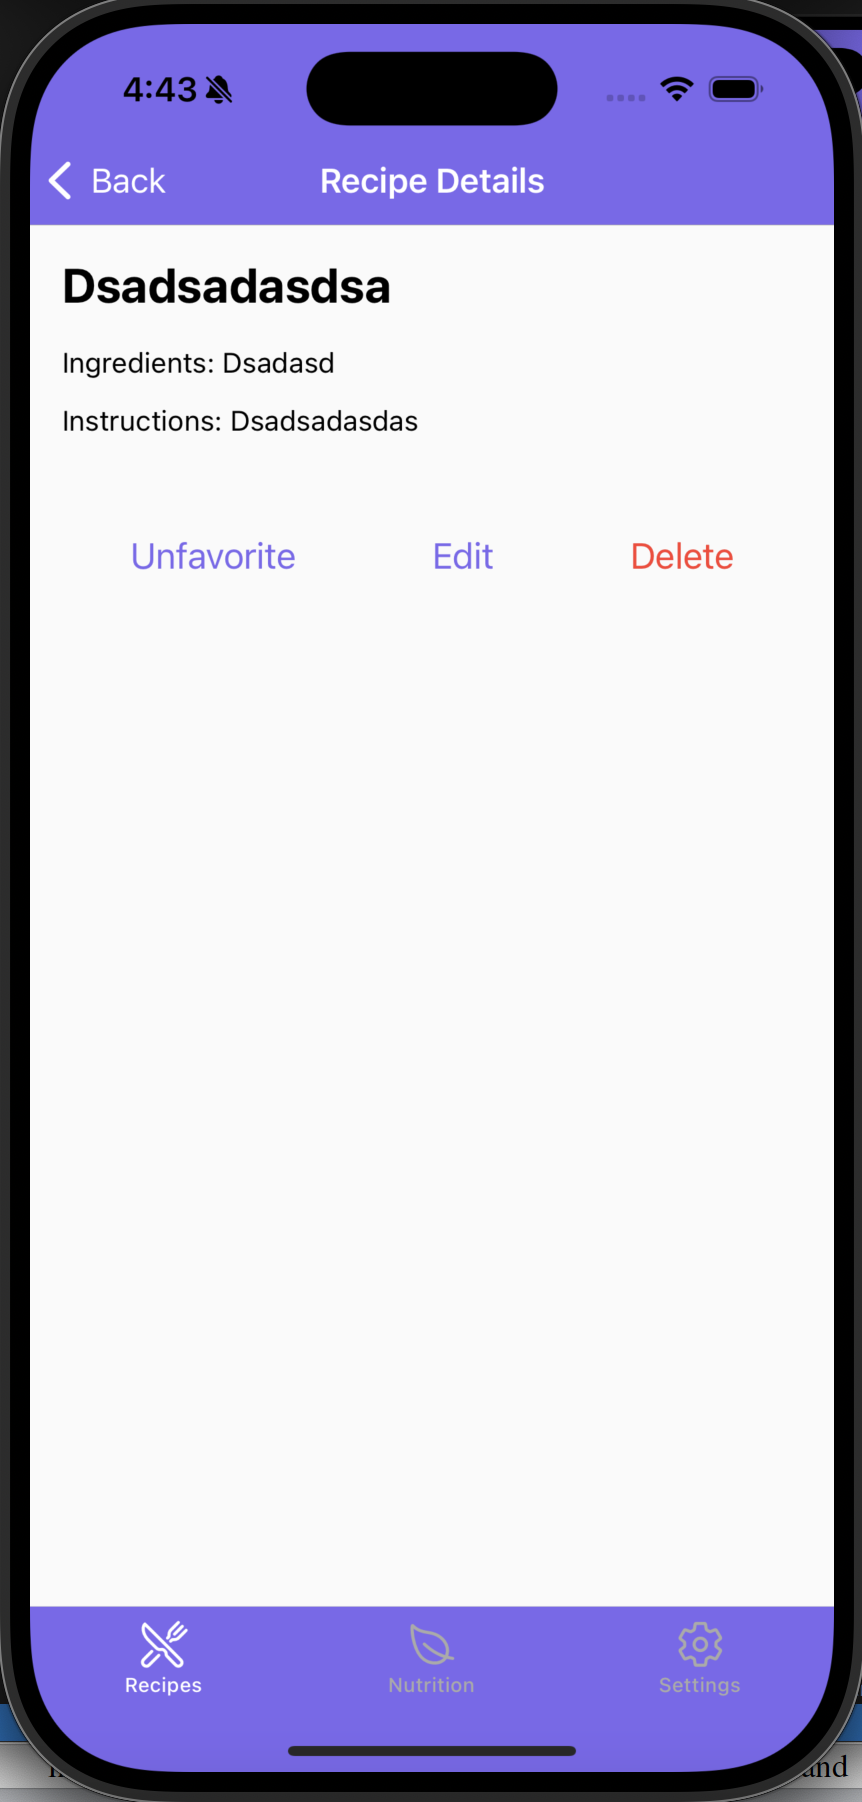 4:43
Back Recipe Details
Dsadsadasdsa
Ingredients: Dsadasd
Instructions: Dsadsadasdas
Unfavorite Edit Delete
Recipes Nutrition Settings
and